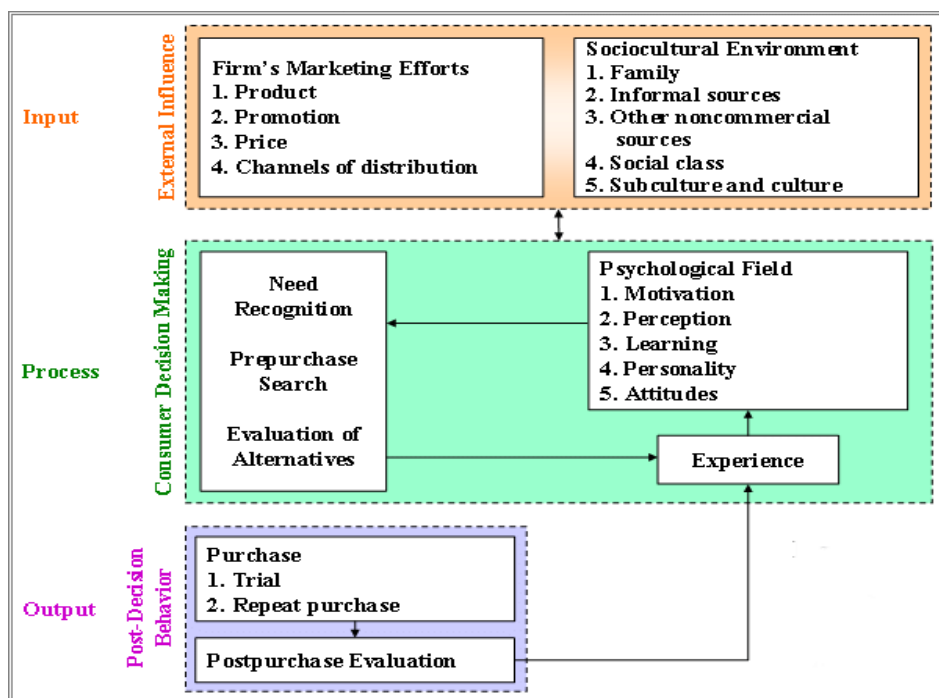 Input
External Influence
Firm's Marketing Efforts
1. Product
2. Promotion
3. Price
4. Channels of distribution
Sociocultural Environment
1. Family
2. Informal sources
3. Other noncommercial
sources
4. Social class
5. Subculture and culture
Process
Consumer Decision Making
Need
Recognition
Prepurchase
Search
Evaluation of
Alternatives
Psychological Field
1. Motivation
2. Perception
3. Learning
4. Personality
5. Attitudes
Experience
Output
Post-Decision
Behavior
Purchase
1. Trial
2. Repeat purchase
Postpurchase Evaluation